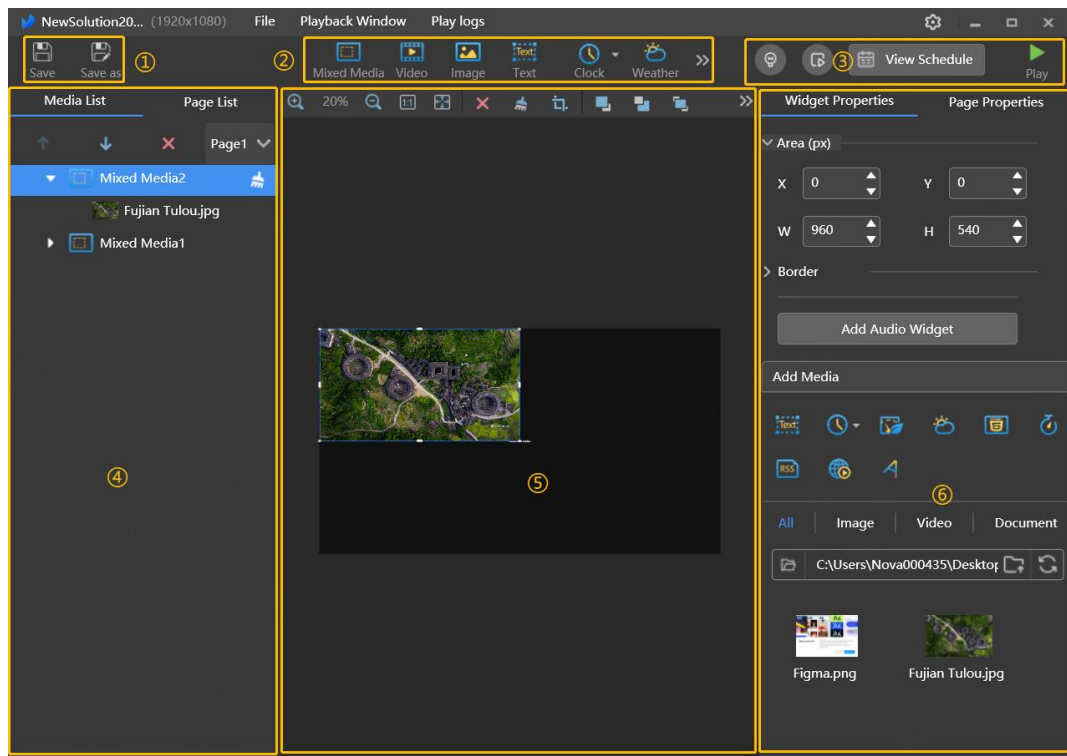 NewSolution20... (1920x1080) File Playback Window Play logs
Save Save as ①
② Mixed Media Video Image Text Text Clock Weather
③ View Schedule Play
Media List Page List
Page1
Mixed Media2
Fujian Tulou.jpg
Mixed Media1
④
20% 1:1
⑤
Widget Properties Page Properties
Area (px)
X 0 Y 0
W 960 H 540
Border
Add Audio Widget
Add Media
Text
RSS
⑥
All Image Video Document
C:\Users\Nova000435\Desktop
Figma.png Fujian Tulou.jpg